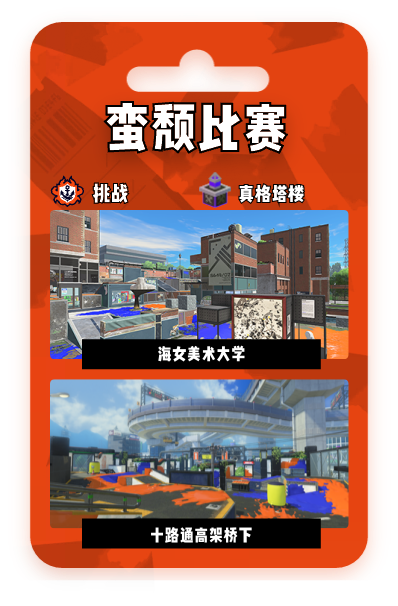 蛮颓比赛
挑战
真格塔楼
海女美术大学
十路通高架桥下